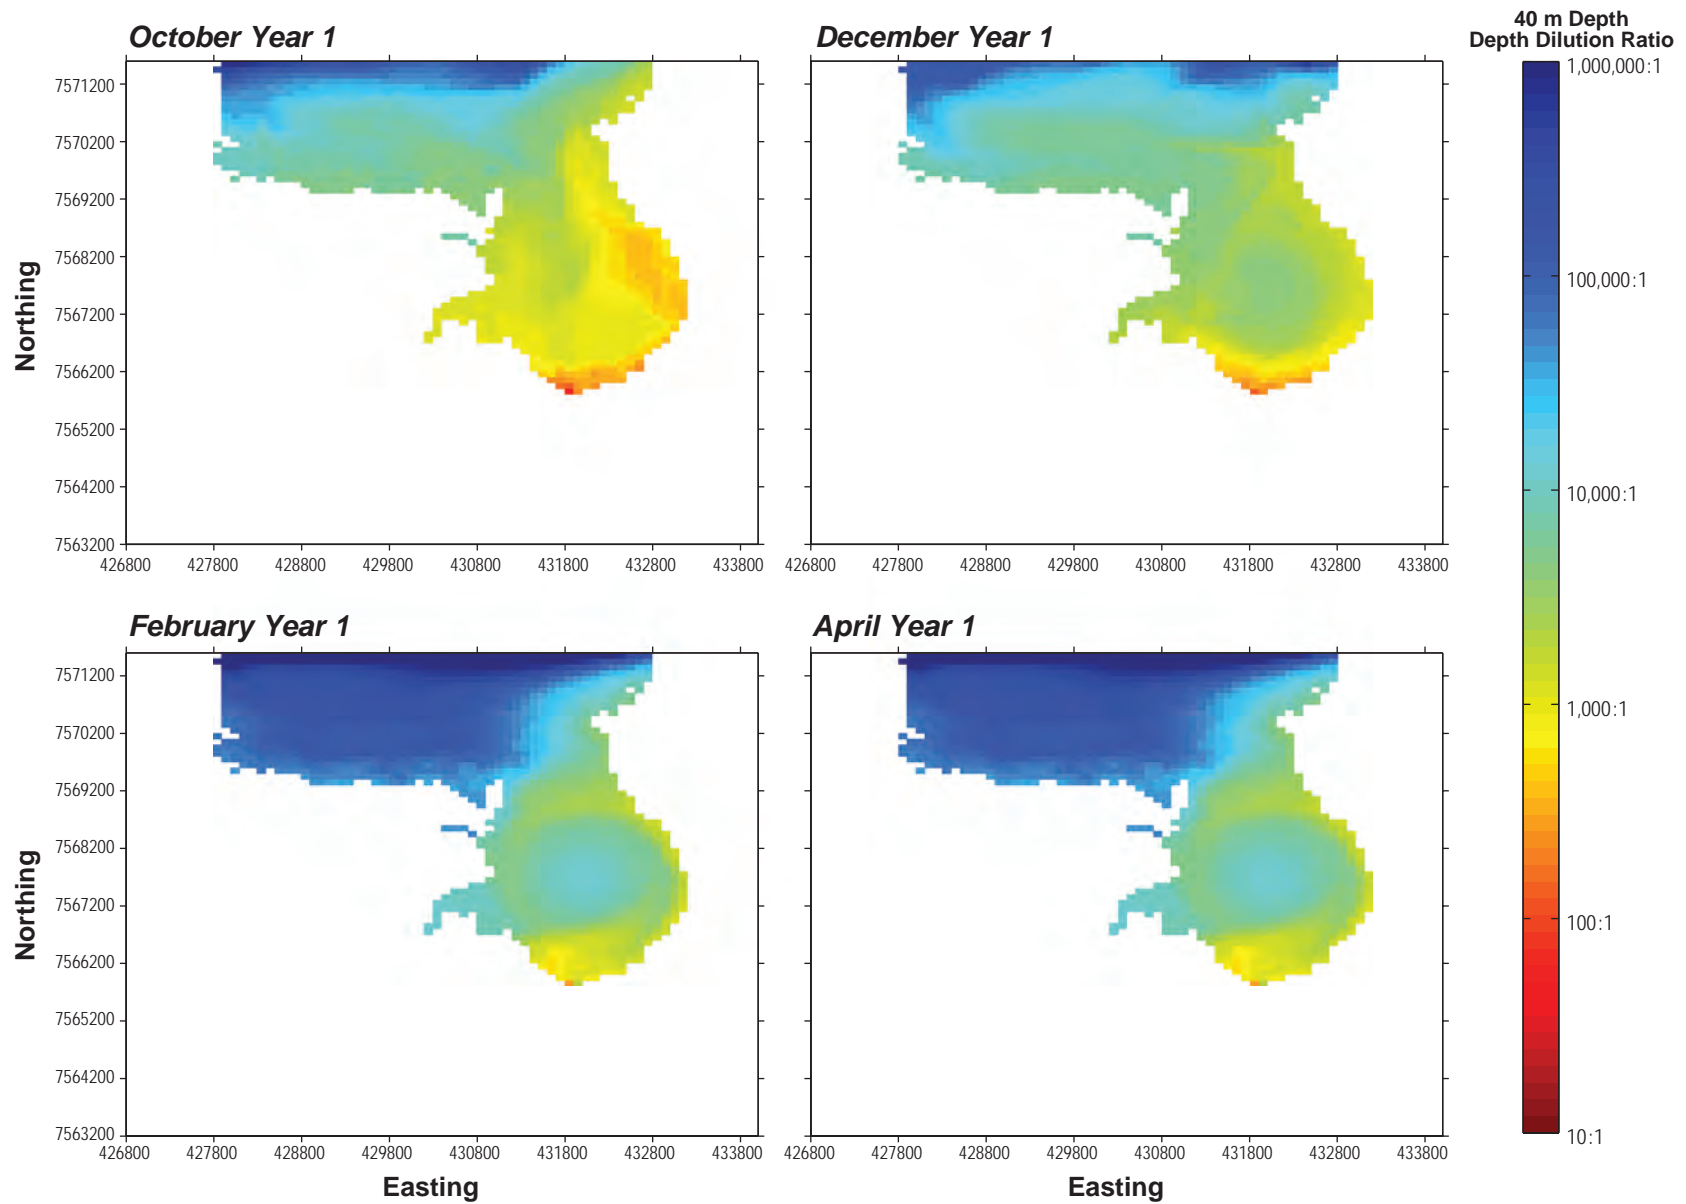 October Year 1
December Year 1
40 m Depth
Depth Dilution Ratio
1,000,000:1
100,000:1
10,000:1
1,000:1
100:1
10:1
Northing
7571200
7570200
7569200
7568200
7567200
7566200
7565200
7564200
7563200
426800 427800 428800 429800 430800 431800 432800 433800
426800 427800 428800 429800 430800 431800 432800 433800
February Year 1
April Year 1
Northing
7571200
7570200
7569200
7568200
7567200
7566200
7565200
7564200
7563200
426800 427800 428800 429800 430800 431800 432800 433800
426800 427800 428800 429800 430800 431800 432800 433800
Easting
Easting